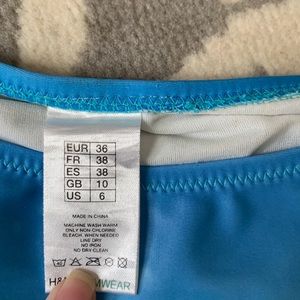 EUR 36
FR 38
ES 38
GB 10
US 6
MADE IN CHINA
MACHINE WASH WARM
ONLY NON-CHLORINE
BLEACH, WHEN NEEDED
LINE DRY
NO IRON
NO DRY CLEAN